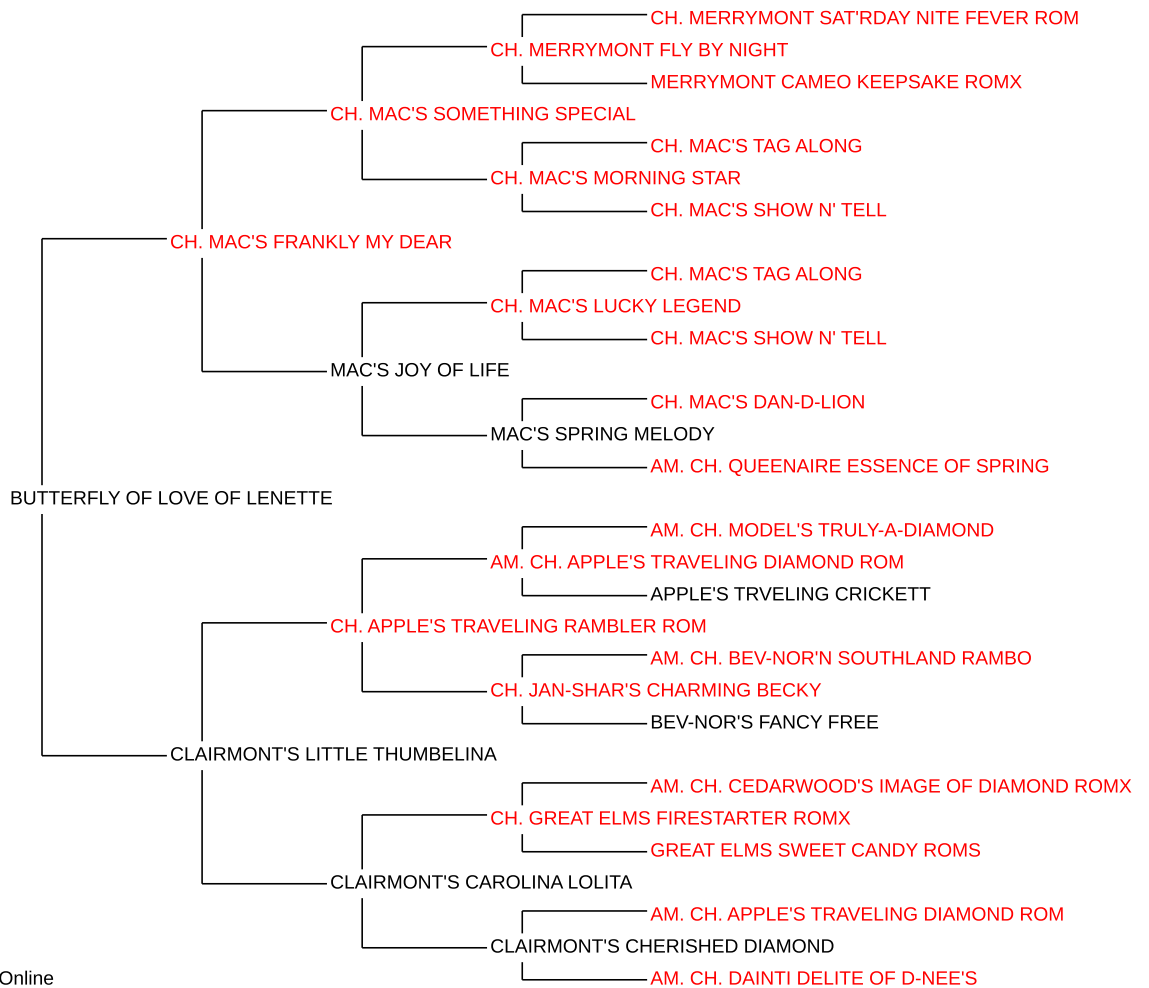 CH. MERRYMONT SAT'RDAY NITE FEVER ROM
CH. MERRYMONT FLY BY NIGHT
MERRYMONT CAMEO KEEPSAKE ROMX
CH. MAC'S SOMETHING SPECIAL
CH. MAC'S TAG ALONG
CH. MAC'S MORNING STAR
CH. MAC'S SHOW N' TELL
CH. MAC'S FRANKLY MY DEAR
CH. MAC'S TAG ALONG
CH. MAC'S LUCKY LEGEND
CH. MAC'S SHOW N' TELL
MAC'S JOY OF LIFE
CH. MAC'S DAN-D-LION
MAC'S SPRING MELODY
AM. CH. QUEENAIRE ESSENCE OF SPRING
BUTTERFLY OF LOVE OF LENETTE
AM. CH. MODEL'S TRULY-A-DIAMOND
AM. CH. APPLE'S TRAVELING DIAMOND ROM
APPLE'S TRVELING CRICKETT
CH. APPLE'S TRAVELING RAMBLER ROM
AM. CH. BEV-NOR'N SOUTHLAND RAMBO
CH. JAN-SHAR'S CHARMING BECKY
BEV-NOR'S FANCY FREE
CLAIRMONT'S LITTLE THUMBELINA
AM. CH. CEDARWOOD'S IMAGE OF DIAMOND ROMX
CH. GREAT ELMS FIRESTARTER ROMX
GREAT ELMS SWEET CANDY ROMS
CLAIRMONT'S CAROLINA LOLITA
AM. CH. APPLE'S TRAVELING DIAMOND ROM
CLAIRMONT'S CHERISHED DIAMOND
AM. CH. DAINTI DELITE OF D-NEE'S
Online